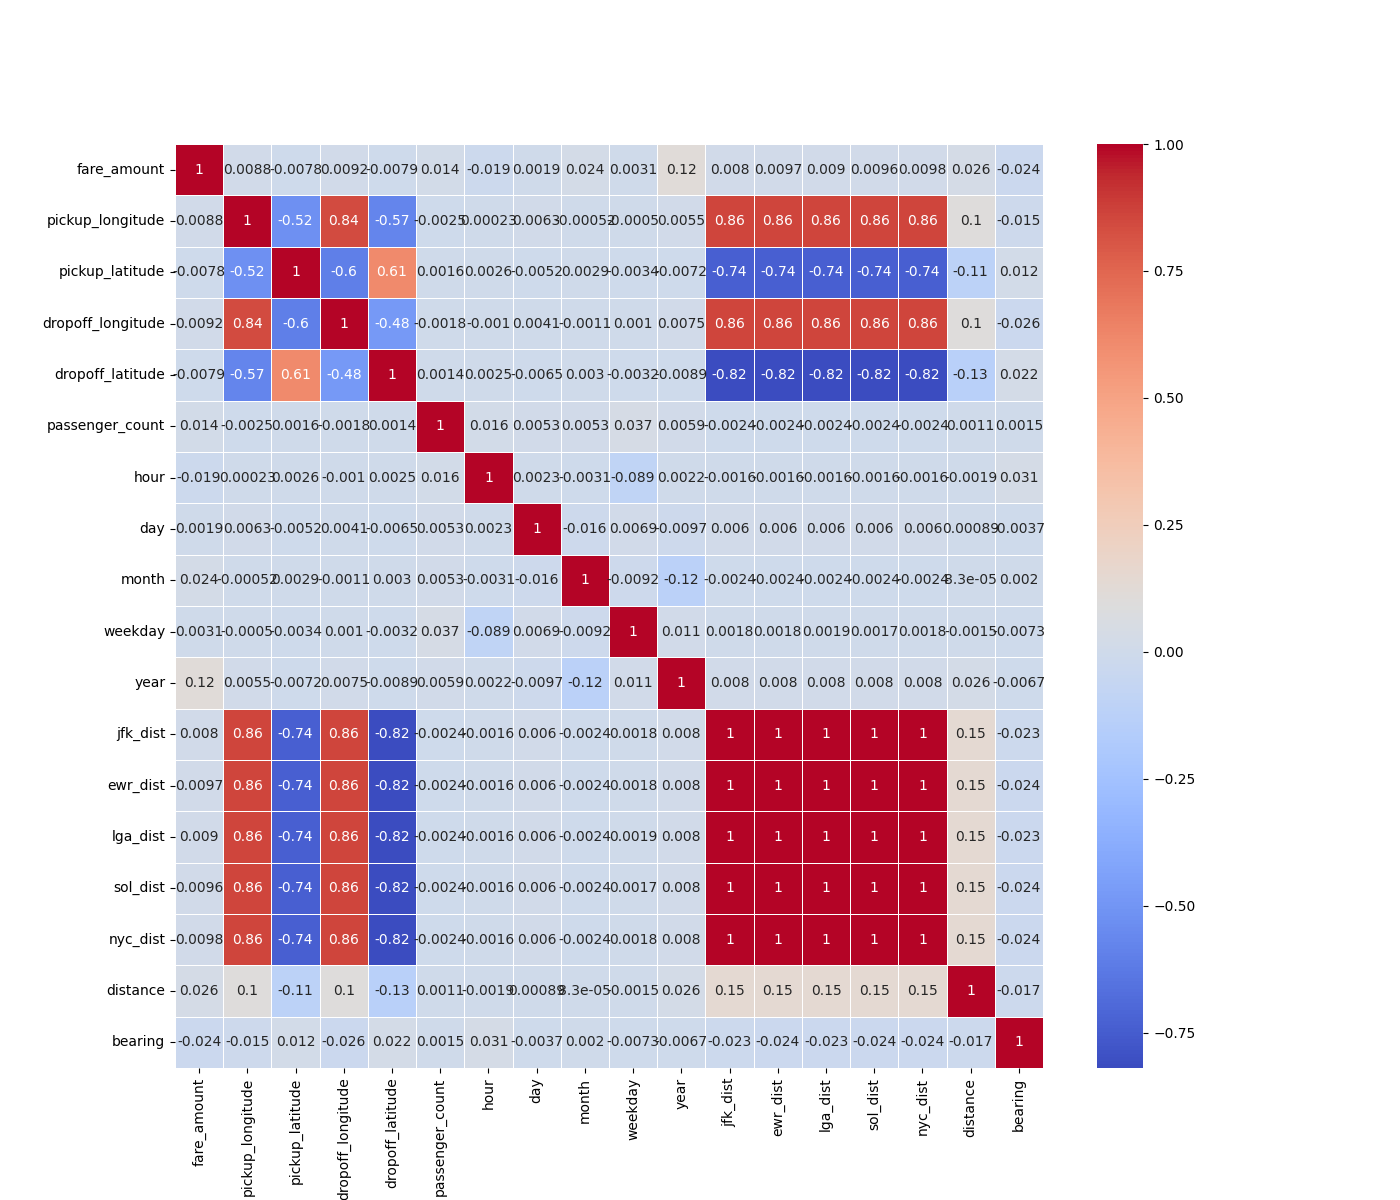 fare_amount 1 0.0088 -0.0078 0.0092 -0.0079 0.014 -0.019 0.0019 0.024 0.0031 0.12 0.008 0.0097 0.009 0.0096 0.0098 0.026 -0.024
pickup_longitude 0.0088 1 -0.52 0.84 -0.57 -0.0025 0.00023 0.0063 -0.00052 -0.0005 0.0055 0.86 0.86 0.86 0.86 0.86 0.1 -0.015
pickup_latitude -0.0078 -0.52 1 -0.6 0.61 0.0016 0.0026 -0.0052 0.0029 -0.0034 -0.0072 -0.74 -0.74 -0.74 -0.74 -0.74 -0.11 0.012
dropoff_longitude 0.0092 0.84 -0.6 1 -0.48 -0.0018 -0.001 0.0041 -0.0011 0.001 0.0075 0.86 0.86 0.86 0.86 0.86 0.1 -0.026
dropoff_latitude -0.0079 -0.57 0.61 -0.48 1 0.0014 0.0025 -0.0065 0.003 -0.0032 -0.0089 -0.82 -0.82 -0.82 -0.82 -0.82 -0.13 0.022
passenger_count 0.014 -0.0025 0.0016 -0.0018 0.0014 1 0.016 0.0053 0.0053 0.037 0.0059 -0.0024 -0.0024 -0.0024 -0.0024 -0.0024 0.0011 0.0015
hour -0.019 0.00023 0.0026 -0.001 0.0025 0.016 1 0.0023 -0.0031 -0.089 0.0022 -0.0016 -0.0016 -0.0016 -0.0016 -0.0016 -0.0019 0.031
day 0.0019 0.0063 -0.0052 0.0041 -0.0065 0.0053 0.0023 1 -0.016 0.0069 -0.0097 0.006 0.006 0.006 0.006 0.006 0.00089 -0.0037
month 0.024 -0.00052 0.0029 -0.0011 0.003 0.0053 -0.0031 -0.016 1 -0.0092 -0.12 -0.0024 -0.0024 -0.0024 -0.0024 -0.0024 8.3e-05 0.002
weekday 0.0031 -0.0005 -0.0034 0.001 -0.0032 0.037 -0.089 0.0069 -0.0092 1 0.011 0.0018 0.0018 0.0019 0.0017 0.0018 -0.0015 -0.0073
year 0.12 0.0055 -0.0072 0.0075 -0.0089 0.0059 0.0022 -0.0097 -0.12 0.011 1 0.008 0.008 0.008 0.008 0.008 0.026 -0.0067
jfk_dist 0.008 0.86 -0.74 0.86 -0.82 -0.0024 -0.0016 0.006 -0.0024 0.0018 0.008 1 1 1 1 1 0.15 -0.023
ewr_dist 0.0097 0.86 -0.74 0.86 -0.82 -0.0024 -0.0016 0.006 -0.0024 0.0018 0.008 1 1 1 1 1 0.15 -0.024
lga_dist 0.009 0.86 -0.74 0.86 -0.82 -0.0024 -0.0016 0.006 -0.0024 0.0019 0.008 1 1 1 1 1 0.15 -0.023
sol_dist 0.0096 0.86 -0.74 0.86 -0.82 -0.0024 -0.0016 0.006 -0.0024 0.0017 0.008 1 1 1 1 1 0.15 -0.024
nyc_dist 0.0098 0.86 -0.74 0.86 -0.82 -0.0024 -0.0016 0.006 -0.0024 0.0018 0.008 1 1 1 1 1 0.15 -0.024
distance 0.026 0.1 -0.11 0.1 -0.13 0.0011 -0.0019 0.00089 8.3e-05 -0.0015 0.026 0.15 0.15 0.15 0.15 0.15 1 -0.017
bearing -0.024 -0.015 0.012 -0.026 0.022 0.0015 0.031 -0.0037 0.002 -0.0073 -0.0067 -0.023 -0.024 -0.023 -0.024 -0.024 -0.017 1
fare_amount
pickup_longitude
pickup_latitude
dropoff_longitude
dropoff_latitude
passenger_count
hour
day
month
weekday
year
jfk_dist
ewr_dist
lga_dist
sol_dist
nyc_dist
distance
bearing
1.00
0.75
0.50
0.25
0.00
−0.25
−0.50
−0.75